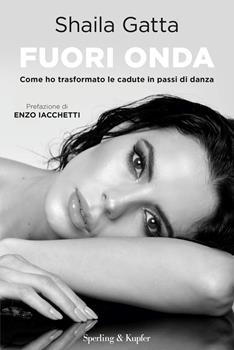 Shaila Gatta
FUORI ONDA
Come ho trasformato le cadute in passi di danza
Prefazione di
ENZO IACCHETTI
Sperling & Kupfer